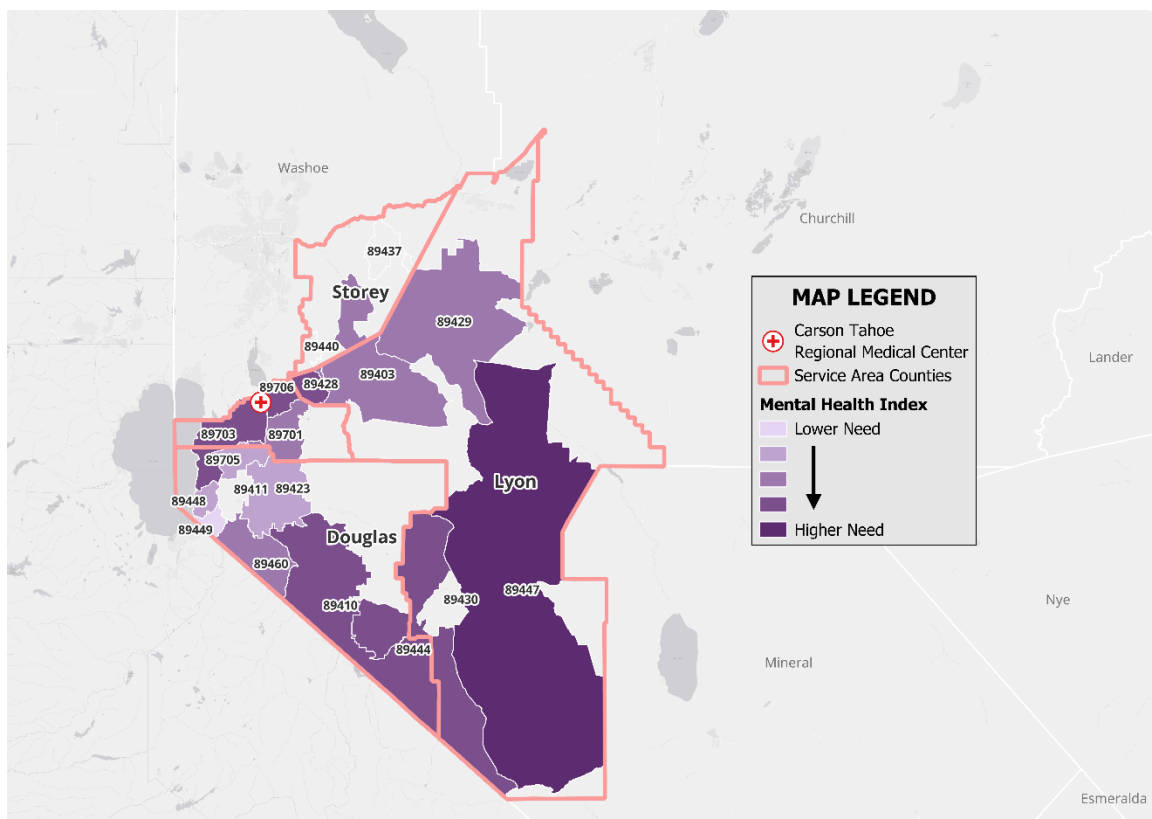 Washoe
Churchill
89437
Storey
89429
89440
89403
Lander
89428
89706
89703
89701
89705
89411
89423
89448
89449
Lyon
Douglas
89460
89410
89430
89447
89444
Nye
Mineral
Esmeralda
MAP LEGEND
Carson Tahoe
Regional Medical Center
Service Area Counties
Mental Health Index
Lower Need
Higher Need